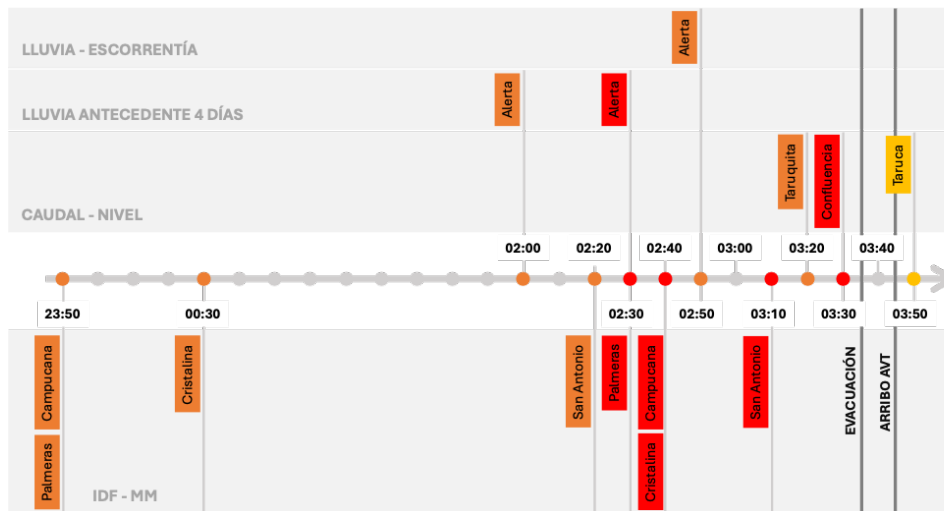 LLUVIA - ESCORRENTÍA
Alerta
LLUVIA ANTECEDENTE 4 DÍAS
Alerta
Alerta
CAUDAL - NIVEL
Taruquita
Confluencia
Taruca
02:00
02:20
02:40
03:00
03:20
03:40
23:50
00:30
02:30
02:50
03:10
03:30
03:50
Campucana
Palmeras
Cristalina
San Antonio
Palmeras
Campucana
Cristalina
San Antonio
EVACUACIÓN
ARRIBO AVT
IDF - MM